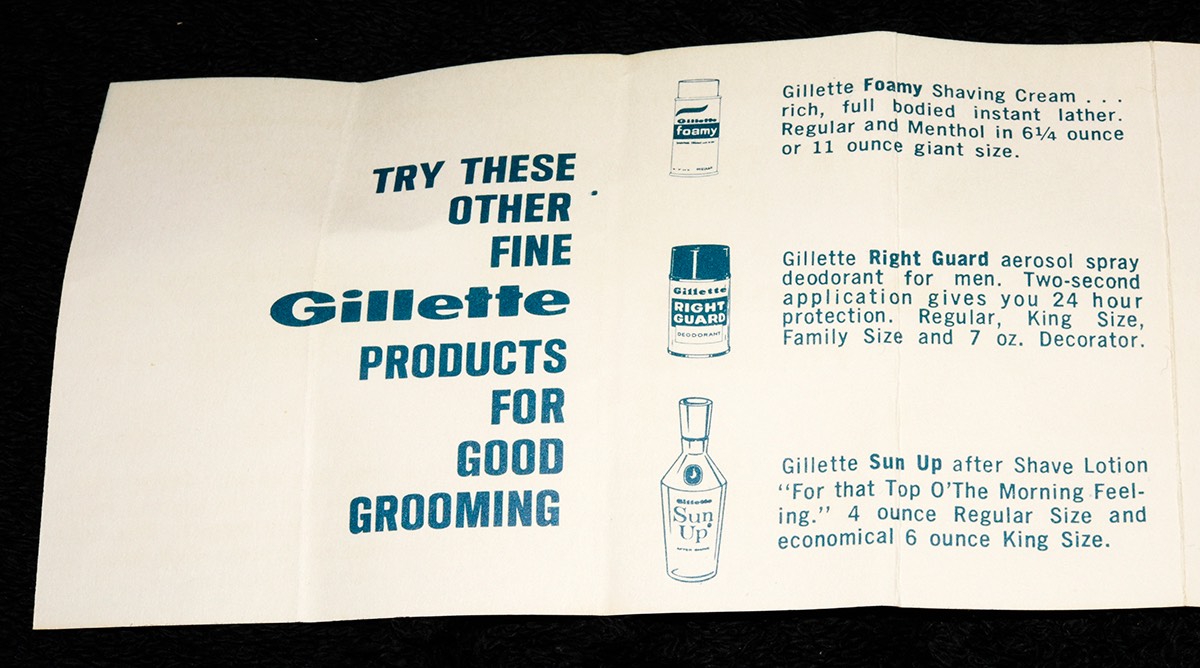 TRY THESE
OTHER
FINE
Gillette
PRODUCTS
FOR
GOOD
GROOMING
Gillette
foamy
Gillette Foamy Shaving Cream . . .
rich, full bodied instant lather.
Regular and Menthol in 6¼ ounce
or 11 ounce giant size.
Gillette
RIGHT
GUARD
DEODORANT
Gillette Right Guard aerosol spray
deodorant for men. Two-second
application gives you 24 hour
protection. Regular, King Size,
Family Size and 7 oz. Decorator.
Gillette
Sun
Up
AFTER SHAVE
Gillette Sun Up after Shave Lotion
“For that Top O'The Morning Feel-
ing.” 4 ounce Regular Size and
economical 6 ounce King Size.